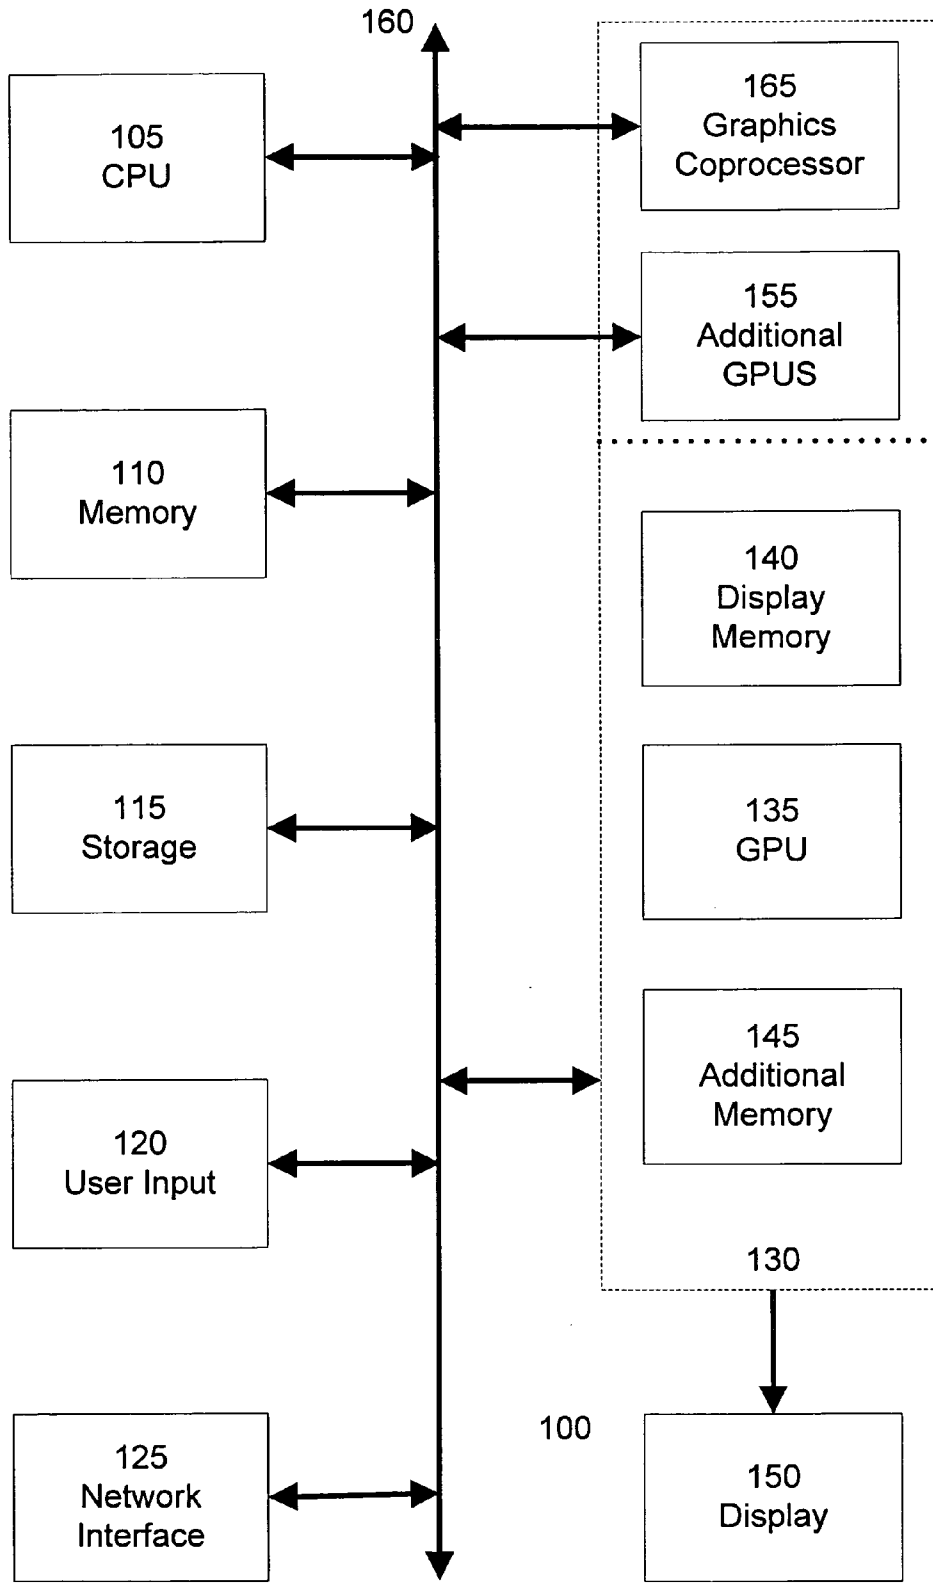 160
105
CPU
165
Graphics
Coprocessor
155
Additional
GPUS
110
Memory
140
Display
Memory
115
Storage
135
GPU
145
Additional
Memory
120
User Input
130
100
125
Network
Interface
150
Display